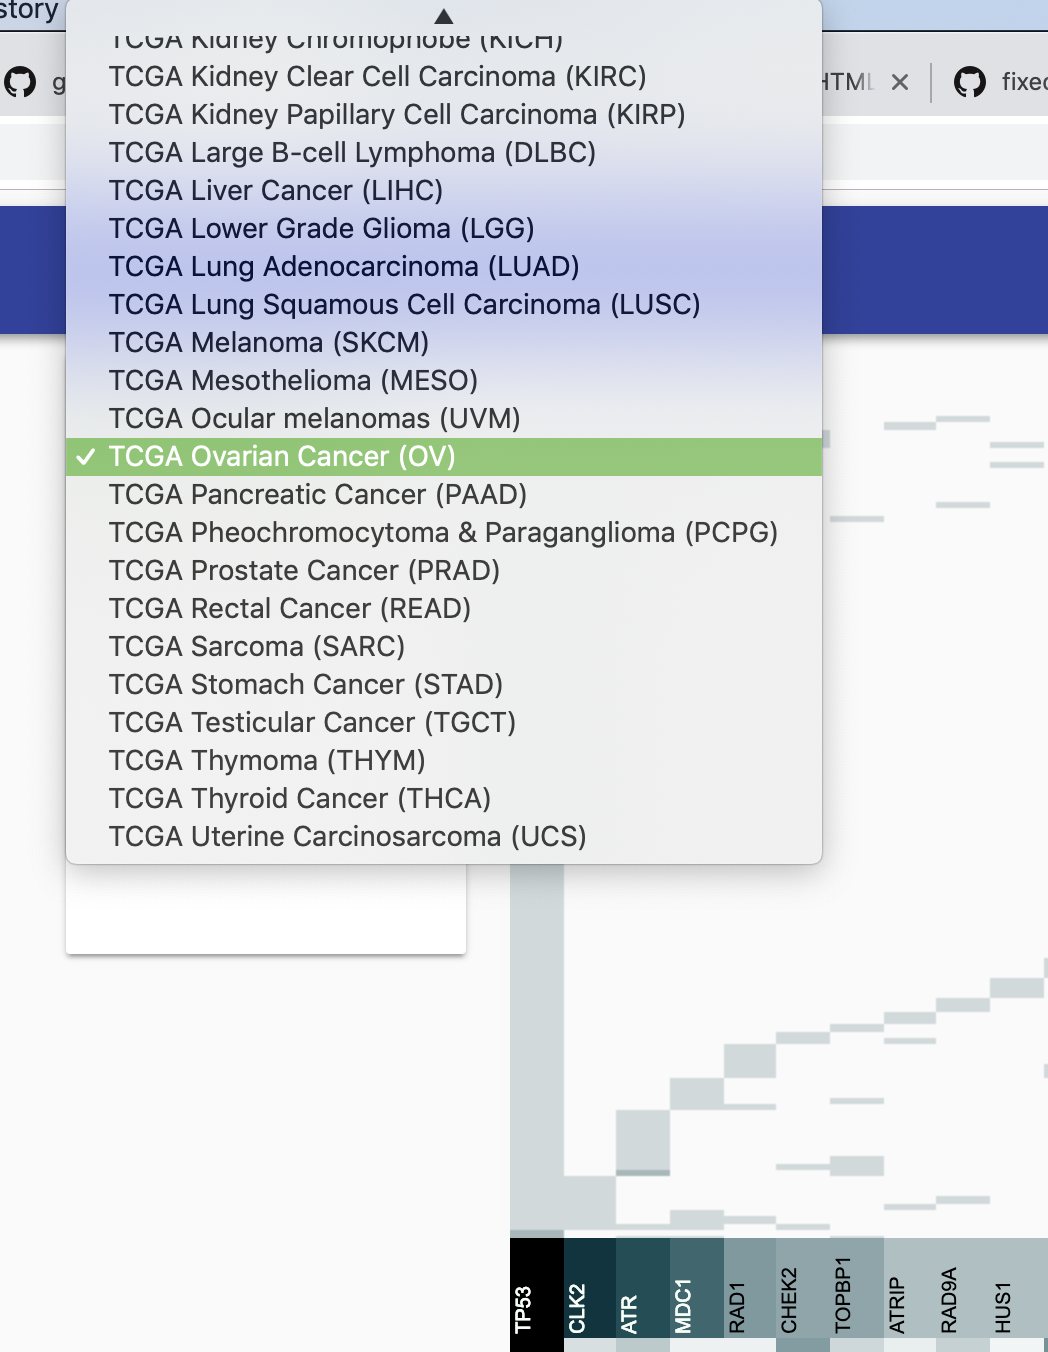 story
TCGA Kidney Chromophobe (KICH)
TCGA Kidney Clear Cell Carcinoma (KIRC)
g
HTML
fixed
TCGA Kidney Papillary Cell Carcinoma (KIRP)
TCGA Large B-cell Lymphoma (DLBC)
TCGA Liver Cancer (LIHC)
TCGA Lower Grade Glioma (LGG)
TCGA Lung Adenocarcinoma (LUAD)
TCGA Lung Squamous Cell Carcinoma (LUSC)
TCGA Melanoma (SKCM)
TCGA Mesothelioma (MESO)
TCGA Ocular melanomas (UVM)
TCGA Ovarian Cancer (OV)
TCGA Pancreatic Cancer (PAAD)
TCGA Pheochromocytoma & Paraganglioma (PCPG)
TCGA Prostate Cancer (PRAD)
TCGA Rectal Cancer (READ)
TCGA Sarcoma (SARC)
TCGA Stomach Cancer (STAD)
TCGA Testicular Cancer (TGCT)
TCGA Thymoma (THYM)
TCGA Thyroid Cancer (THCA)
TCGA Uterine Carcinosarcoma (UCS)
TP53
CLK2
ATR
MDC1
RAD1
CHEK2
TOPBP1
ATRIP
RAD9A
HUS1